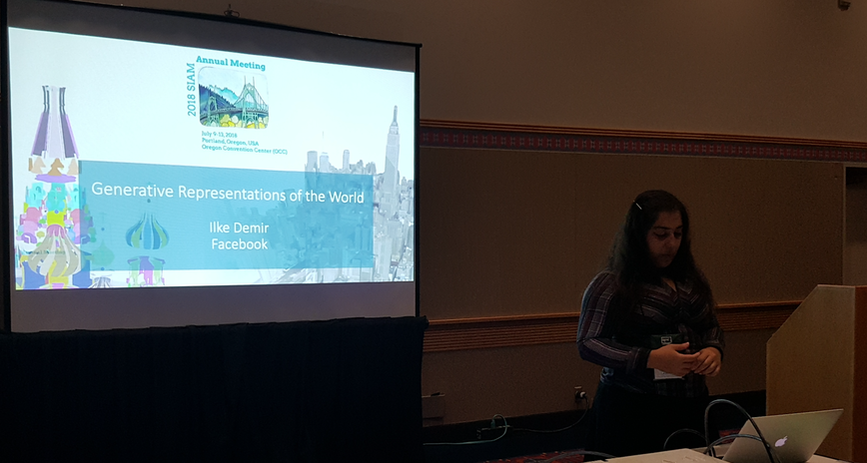 Annual Meeting
2018 SIAM
July 9-13, 2018
Portland, Oregon, USA
Oregon Convention Center (OCC)
Generative Representations of the World
Ilke Demir
Facebook